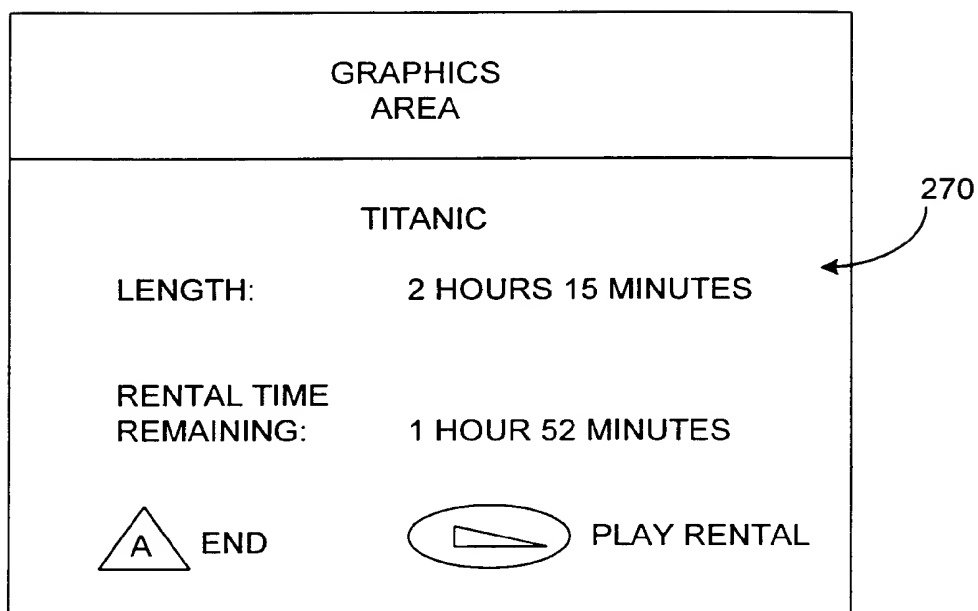 GRAPHICS
AREA
270
TITANIC
LENGTH: 2 HOURS 15 MINUTES
RENTAL TIME
REMAINING: 1 HOUR 52 MINUTES
A END PLAY RENTAL